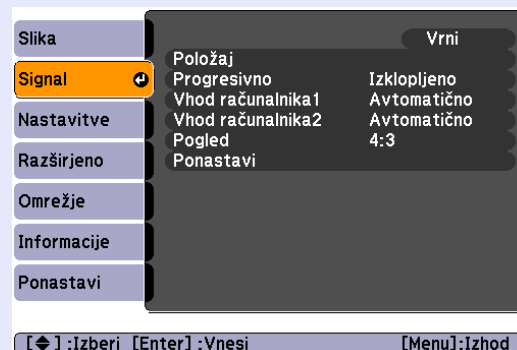 Slika
Signal
Nastavitve
Razširjeno
Omrežje
Informacije
Ponastavi
Vrni
Položaj
Progresivno Izklopljeno
Vhod računalnika1 Avtomatično
Vhod računalnika2 Avtomatično
Pogled 4:3
Ponastavi
[ ] :Izberi [Enter] :Vnesi [Menu]:Izhod